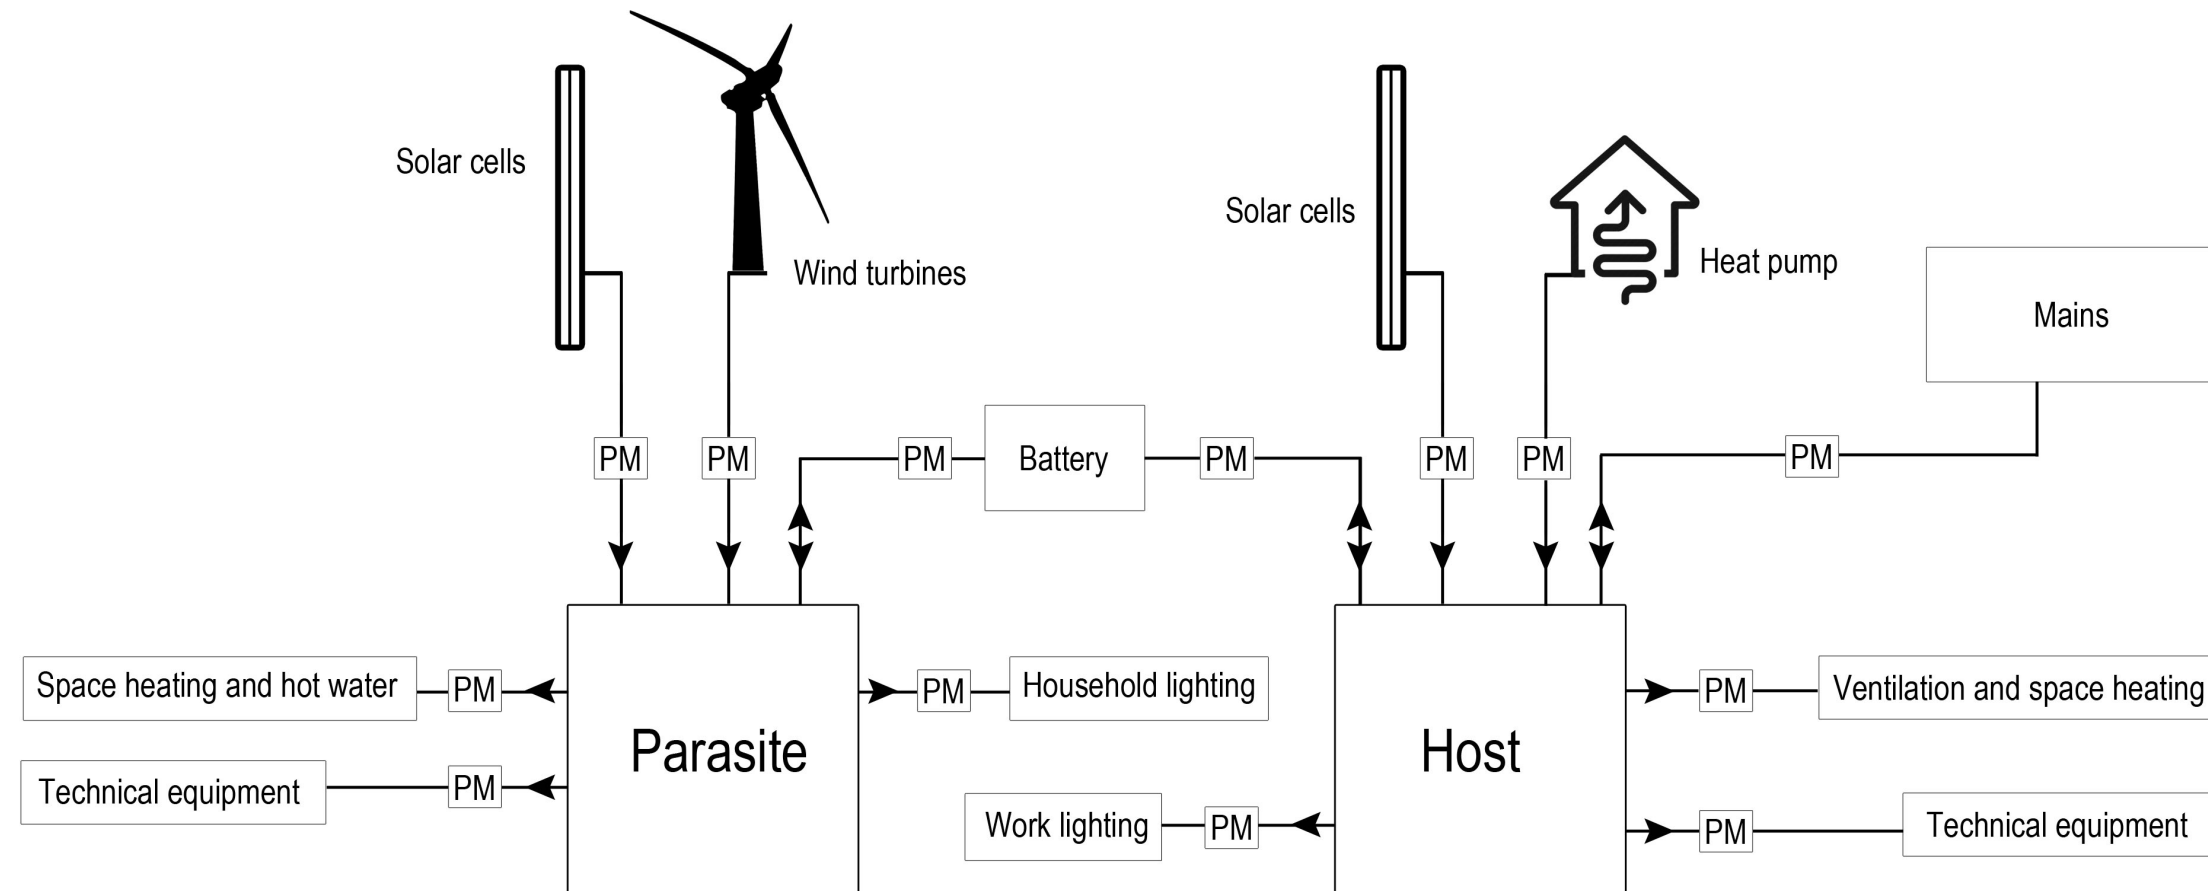 Solar cells
Wind turbines
Solar cells
Heat pump
Mains
PM
PM
PM
Battery
PM
PM
PM
PM
Space heating and hot water
PM
PM
Household lighting
PM
Ventilation and space heating
Parasite
Host
Technical equipment
PM
Work lighting
PM
PM
Technical equipment